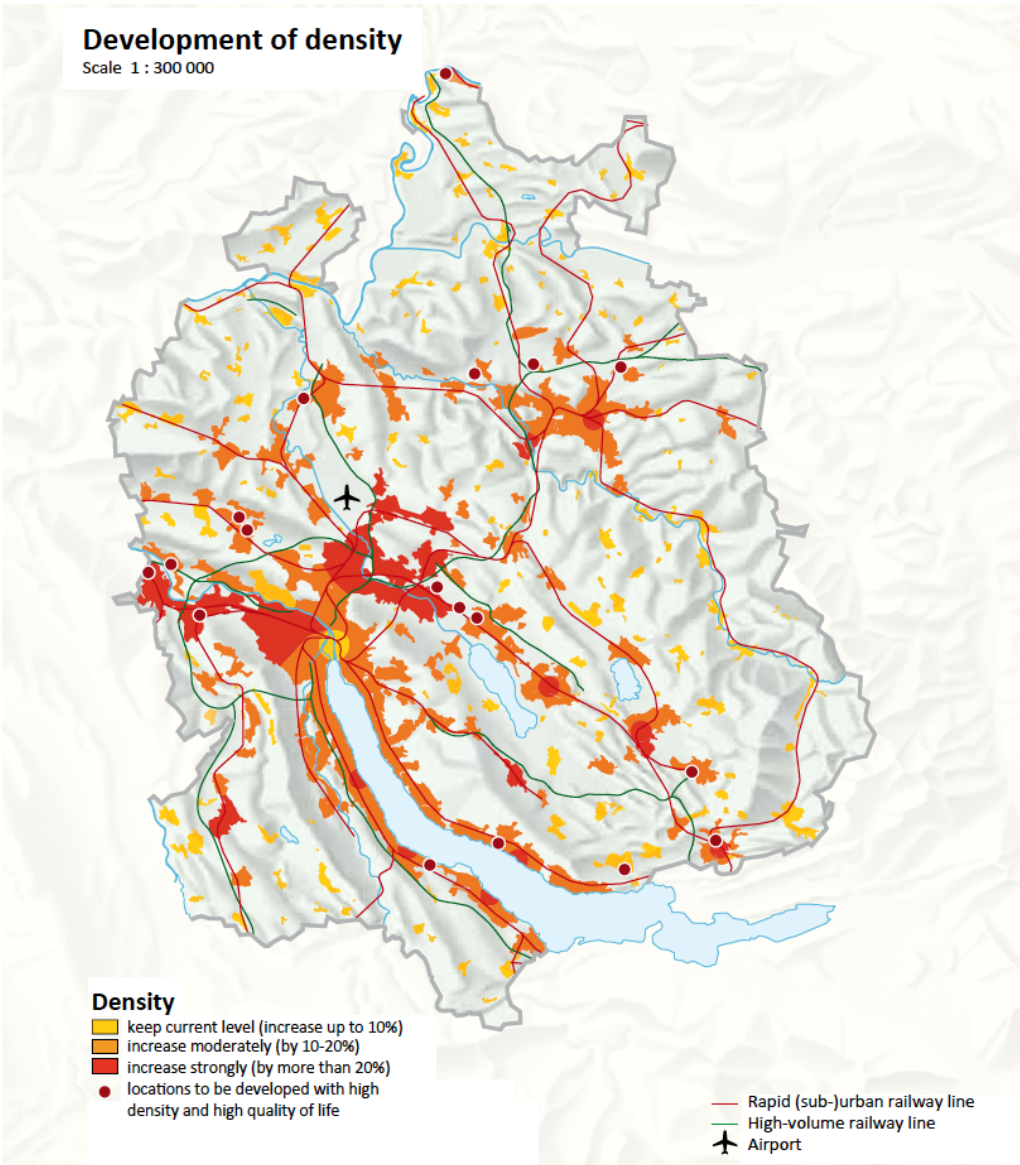 Development of density
Scale 1 : 300 000
Density
keep current level (increase up to 10%)
increase moderately (by 10-20%)
increase strongly (by more than 20%)
locations to be developed with high
density and high quality of life
Rapid (sub-)urban railway line
High-volume railway line
Airport